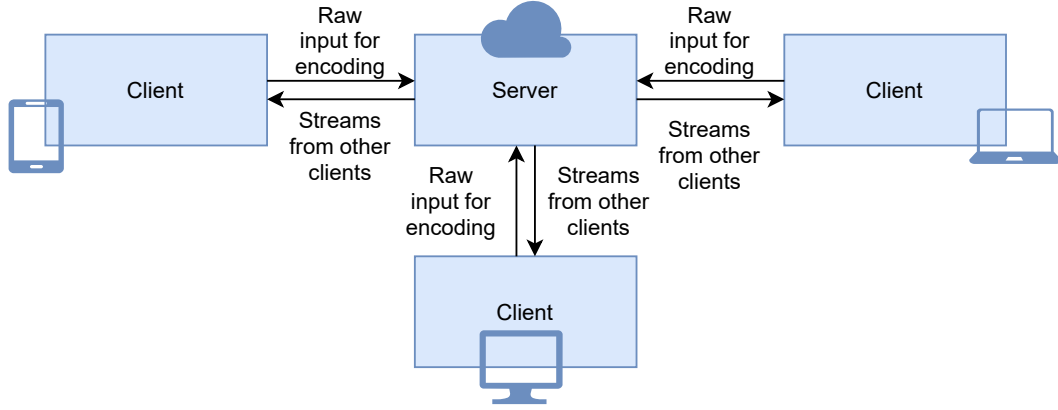 Raw
input for
encoding
Raw
input for
encoding
Client
Server
Client
Streams
from other
clients
Streams
from other
clients
Raw
input for
encoding
Streams
from other
clients
Client